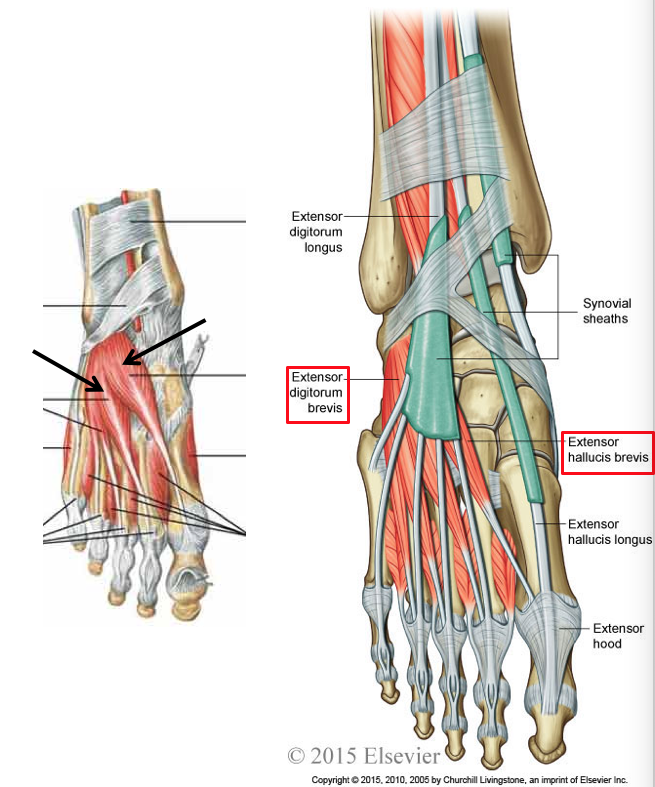 Extensor
digitorum
longus
Synovial
sheaths
Extensor
digitorum
brevis
Extensor
hallucis brevis
Extensor
hallucis longus
Extensor
hood
© 2015 Elsevier
Copyright © 2015, 2010, 2005 by Churchill Livingstone, an imprint of Elsevier Inc.